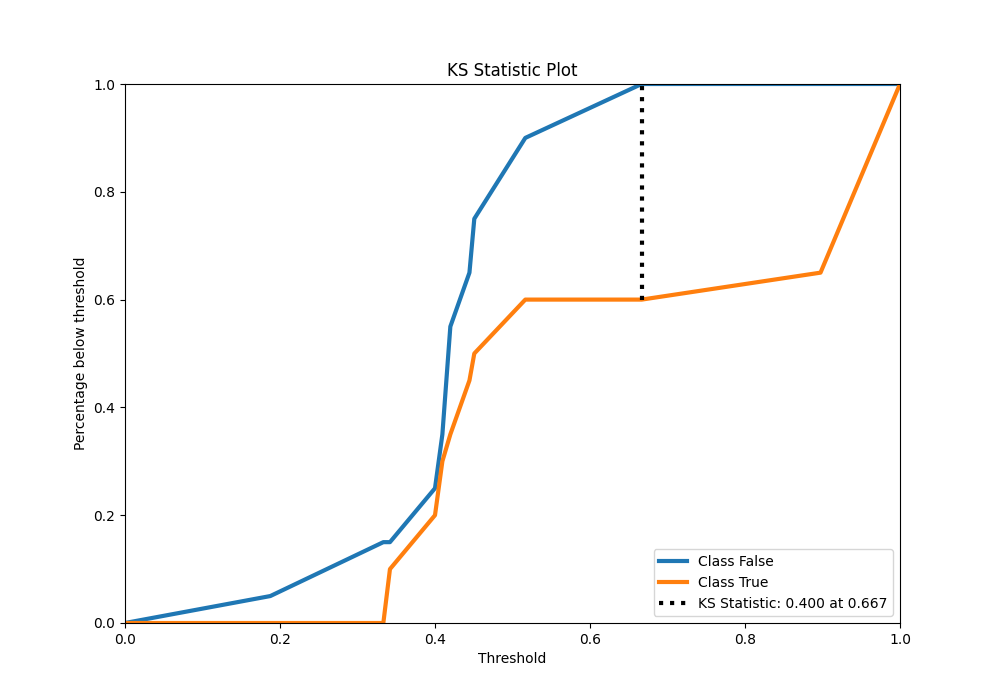 KS Statistic Plot
1.0
0.8
0.6
0.4
0.2
0.0
Percentage below threshold
0.0 0.2 0.4 0.6 0.8 1.0
Threshold
Class False
Class True
KS Statistic: 0.400 at 0.667